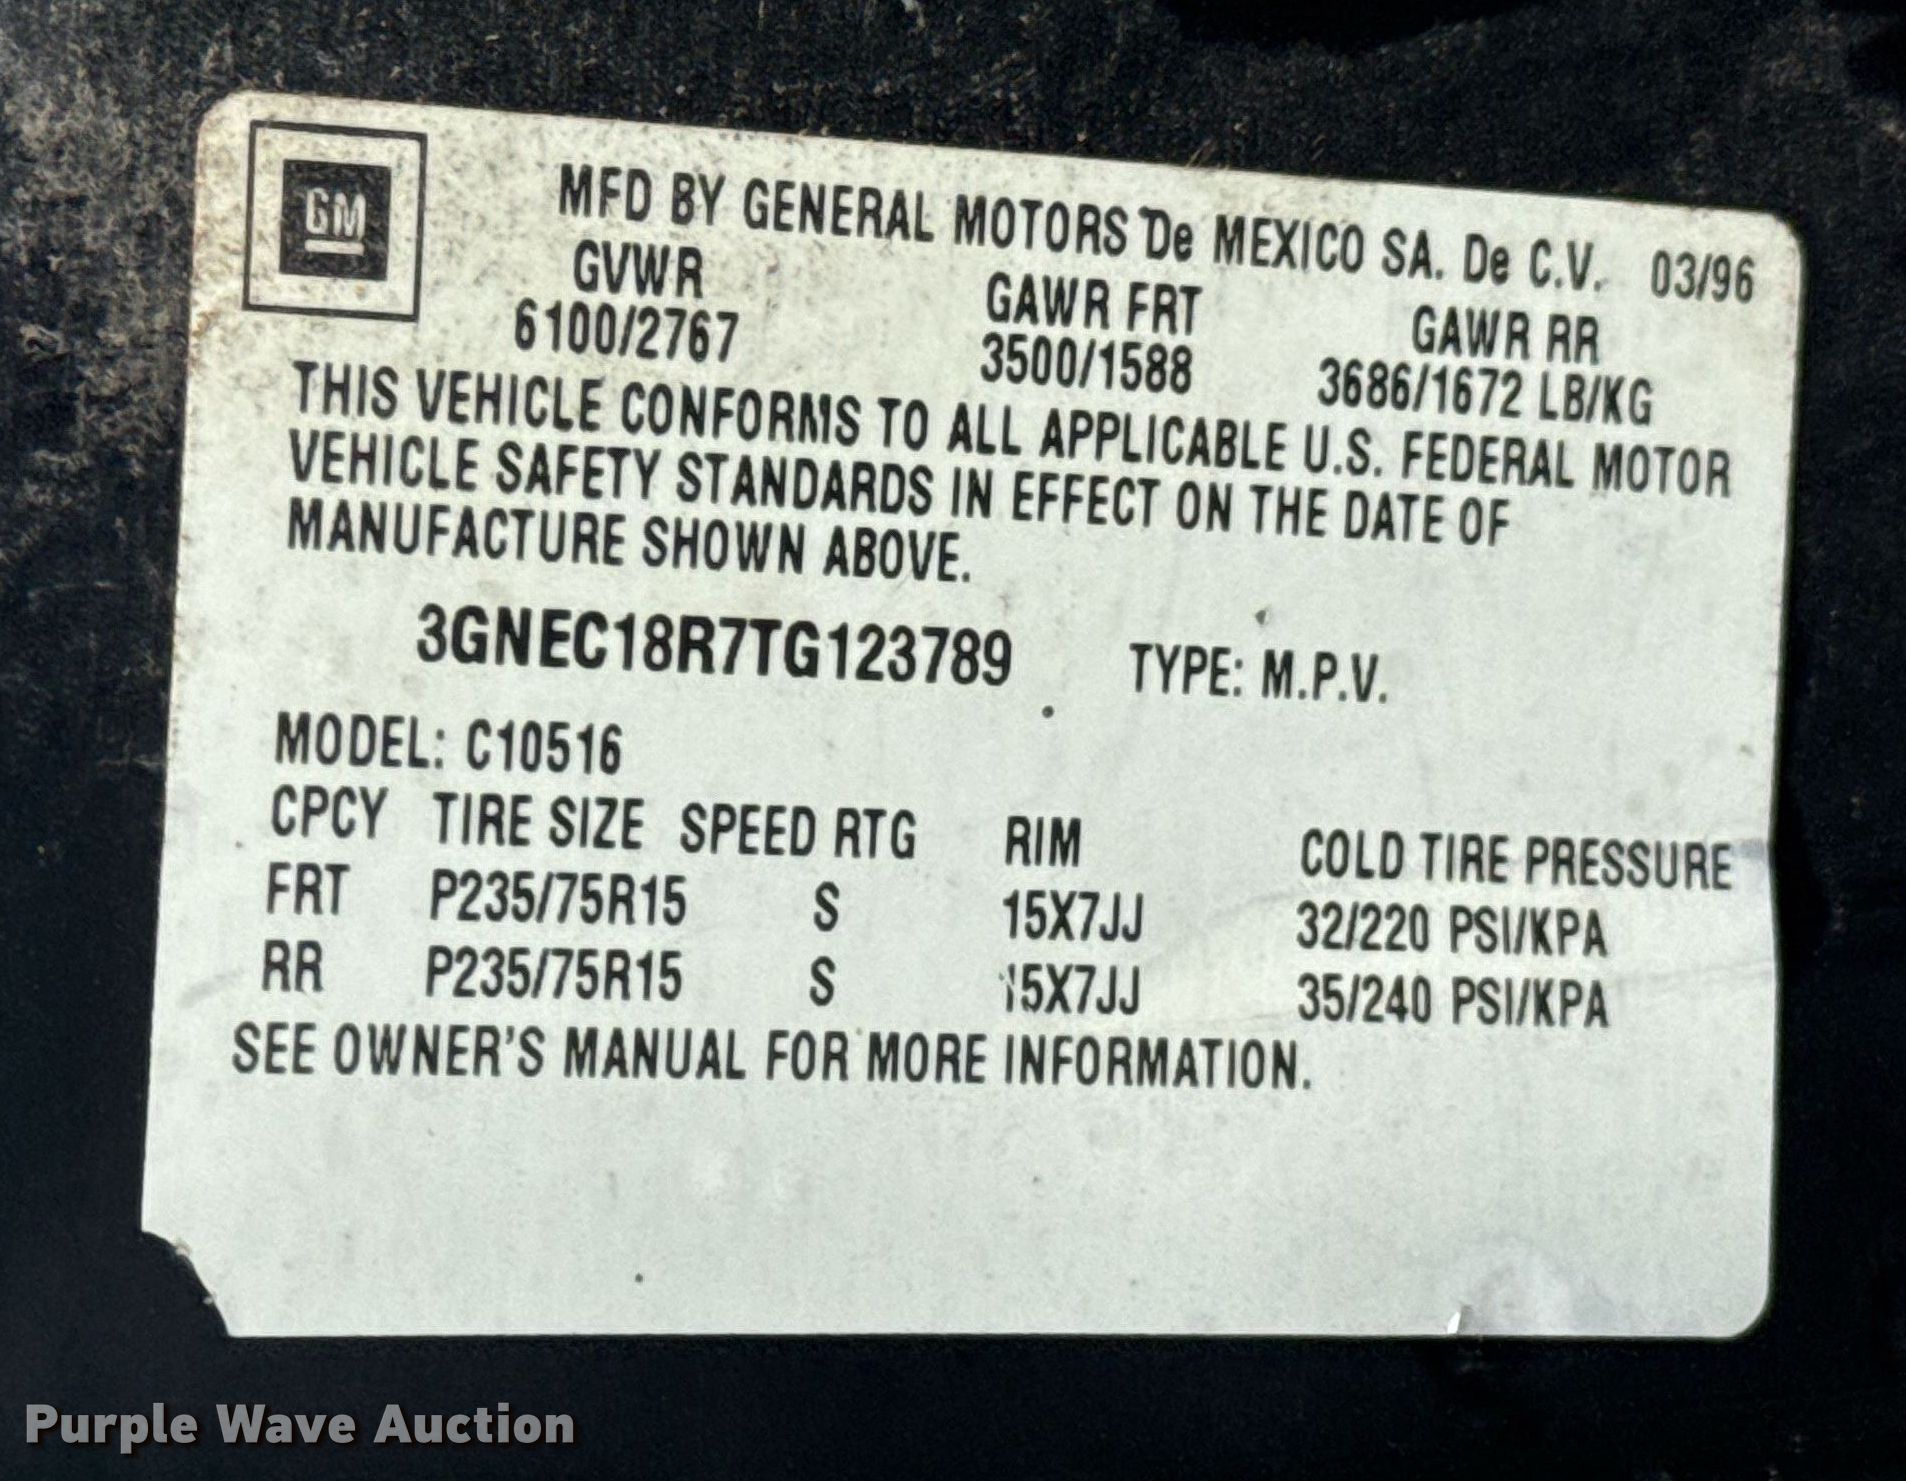 GM
MFD BY GENERAL MOTORS De MEXICO SA. De C.V. 03/96
GVWR GAWR FRT GAWR RR
6100/2767 3500/1588 3686/1672 LB/KG
THIS VEHICLE CONFORMS TO ALL APPLICABLE U.S. FEDERAL MOTOR
VEHICLE SAFETY STANDARDS IN EFFECT ON THE DATE OF
MANUFACTURE SHOWN ABOVE.
3GNEC18R7TG123789 TYPE: M.P.V.
MODEL: C10516
CPCY TIRE SIZE SPEED RTG RIM COLD TIRE PRESSURE
FRT P235/75R15 S 15X7JJ 32/220 PSI/KPA
RR P235/75R15 S 15X7JJ 35/240 PSI/KPA
SEE OWNER'S MANUAL FOR MORE INFORMATION.
Purple Wave Auction